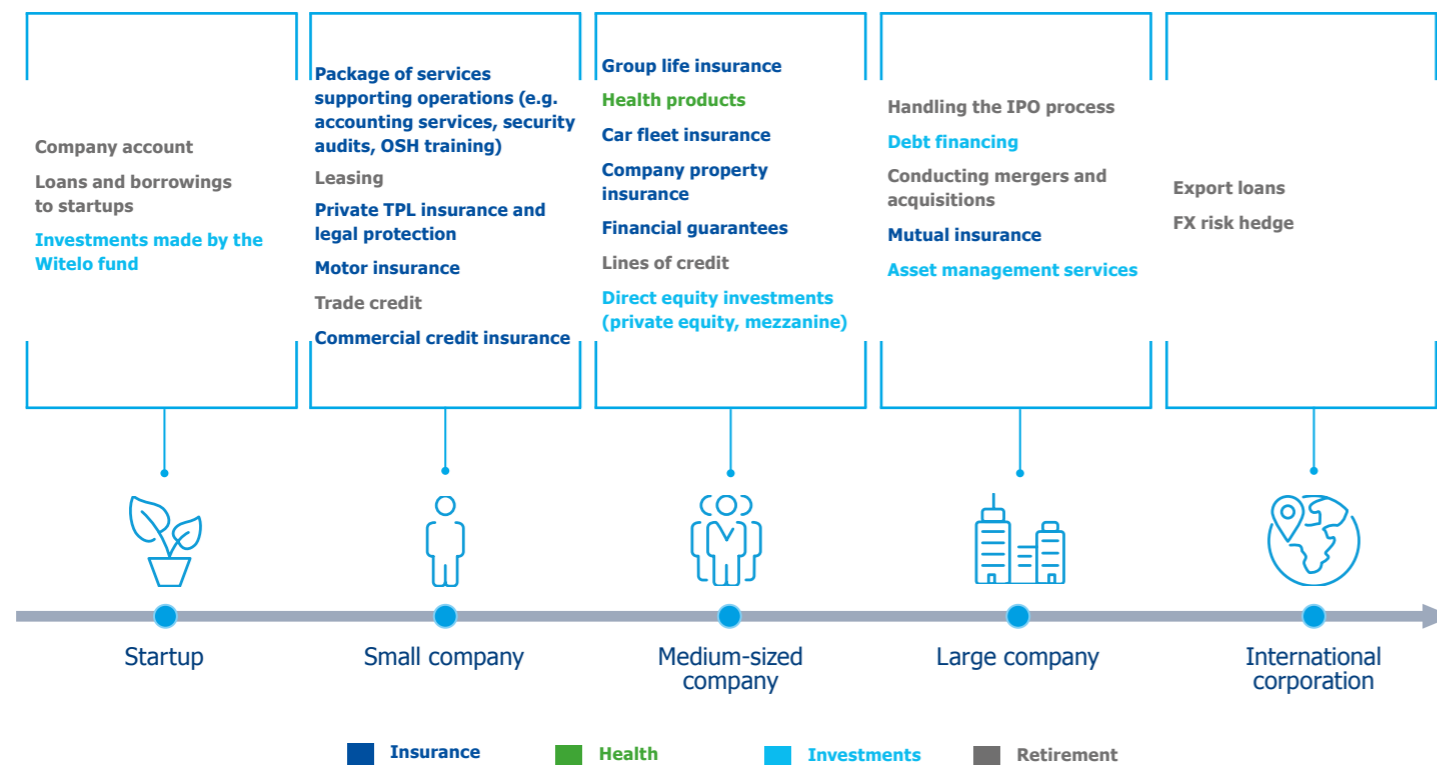 Company account
Loans and borrowings
to startups
Investments made by the
Witelo fund
Package of services
supporting operations (e.g.
accounting services, security
audits, OSH training)
Leasing
Private TPL insurance and
legal protection
Motor insurance
Trade credit
Commercial credit insurance
Group life insurance
Health products
Car fleet insurance
Company property
insurance
Financial guarantees
Lines of credit
Direct equity investments
(private equity, mezzanine)
Handling the IPO process
Debt financing
Conducting mergers and
acquisitions
Mutual insurance
Asset management services
Export loans
FX risk hedge
Startup
Small company
Medium-sized
company
Large company
International
corporation
Insurance
Health
Investments
Retirement